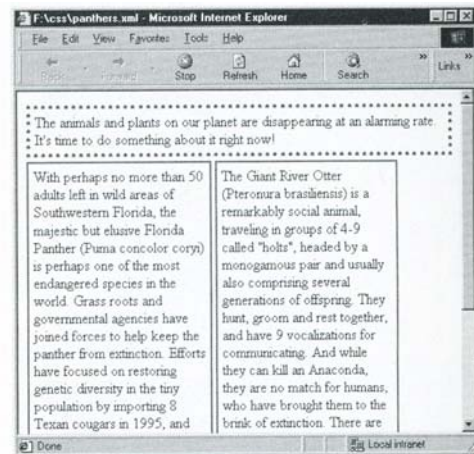 F:\css\panthers.xml - Microsoft Internet Explorer
File Edit View Favorites Tools Help
Back Forward Stop Refresh Home Search » Links »
The animals and plants on our planet are disappearing at an alarming rate.
It's time to do something about it right now!
With perhaps no more than 50
adults left in wild areas of
Southwestern Florida, the
majestic but elusive Florida
Panther (Puma concolor coryi)
is perhaps one of the most
endangered species in the
world. Grass roots and
governmental agencies have
joined forces to help keep the
panther from extinction. Efforts
have focused on restoring
genetic diversity in the tiny
population by importing 8
Texan cougars in 1995, and
The Giant River Otter
(Pteronura brasiliensis) is a
remarkably social animal,
traveling in groups of 4-9
called "holts", headed by a
monogamous pair and usually
also comprising several
generations of offspring. They
hunt, groom and rest together,
and have 9 vocalizations for
communicating. And while
they can kill an Anaconda,
they are no match for humans,
who have brought them to the
brink of extinction. There are
Done Local intranet